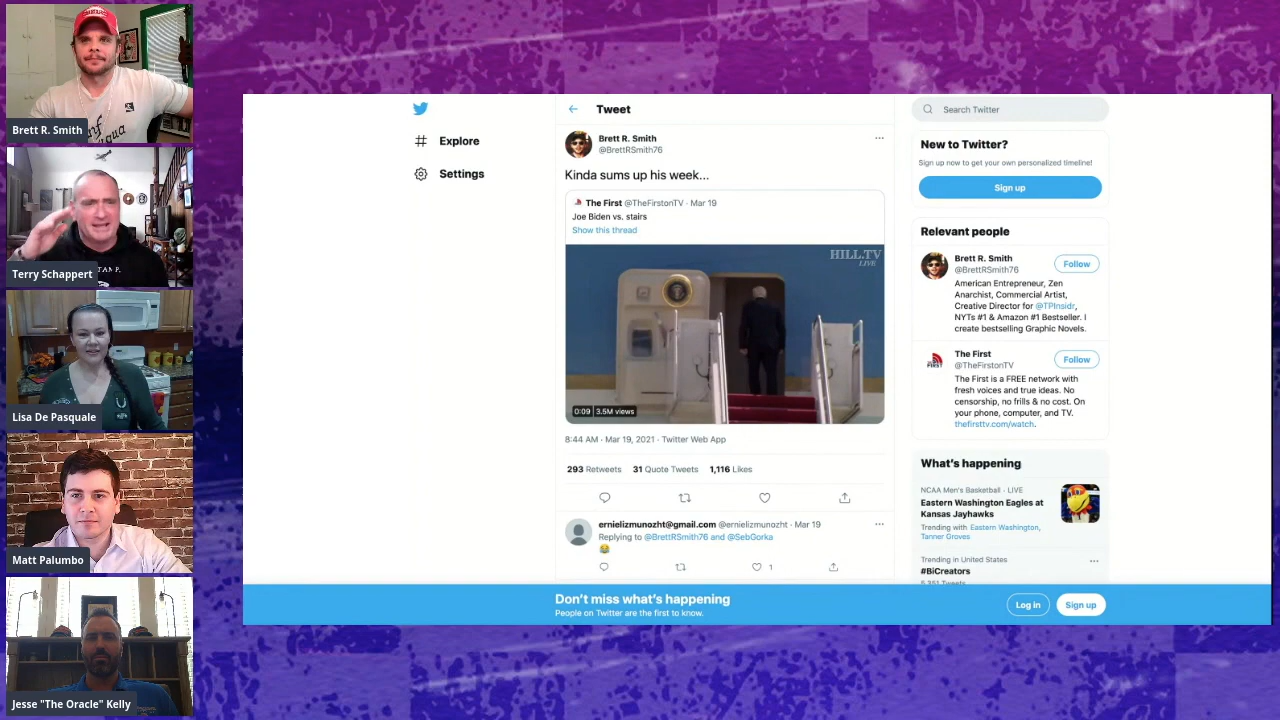 Brett R. Smith
Terry Schappert
Lisa De Pasquale
Matt Palumbo
Jesse "The Oracle" Kelly
Explore
Settings
Tweet
Brett R. Smith
@BrettRSmith76
Kinda sums up his week...
The First @TheFirstonTV · Mar 19
Joe Biden vs. stairs
Show this thread
HILL.TV
LIVE
0:09 3.5M views
8:44 AM · Mar 19, 2021 · Twitter Web App
293 Retweets 31 Quote Tweets 1,116 Likes
ernielizmunozht@gmail.com @ernielizmunozht · Mar 19
Replying to @BrettRSmith76 and @SebGorka
😂
1
Search Twitter
New to Twitter?
Sign up now to get your own personalized timeline!
Sign up
Relevant people
Brett R. Smith
@BrettRSmith76
Follow
American Entrepreneur, Zen
Anarchist, Commercial Artist,
Creative Director for @TPInsidr,
NYTs #1 & Amazon #1 Bestseller. I
create bestselling Graphic Novels.
The First
@TheFirstonTV
Follow
The First is a FREE network with
fresh voices and true ideas. No
censorship, no frills & no cost. On
your phone, computer, and TV.
thefirsttv.com/watch.
What's happening
NCAA Men's Basketball · LIVE
Eastern Washington Eagles at
Kansas Jayhawks
Trending with Eastern Washington,
Tanner Groves
Trending in United States
#BiCreators
5,351 Tweets
Don't miss what's happening
People on Twitter are the first to know.
Log in
Sign up